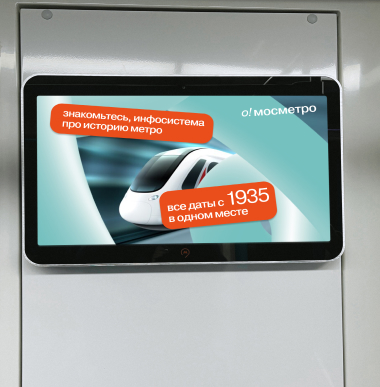 знакомьтесь, инфосистема
про историю метро
о! мосметро
все даты с 1935
в одном месте